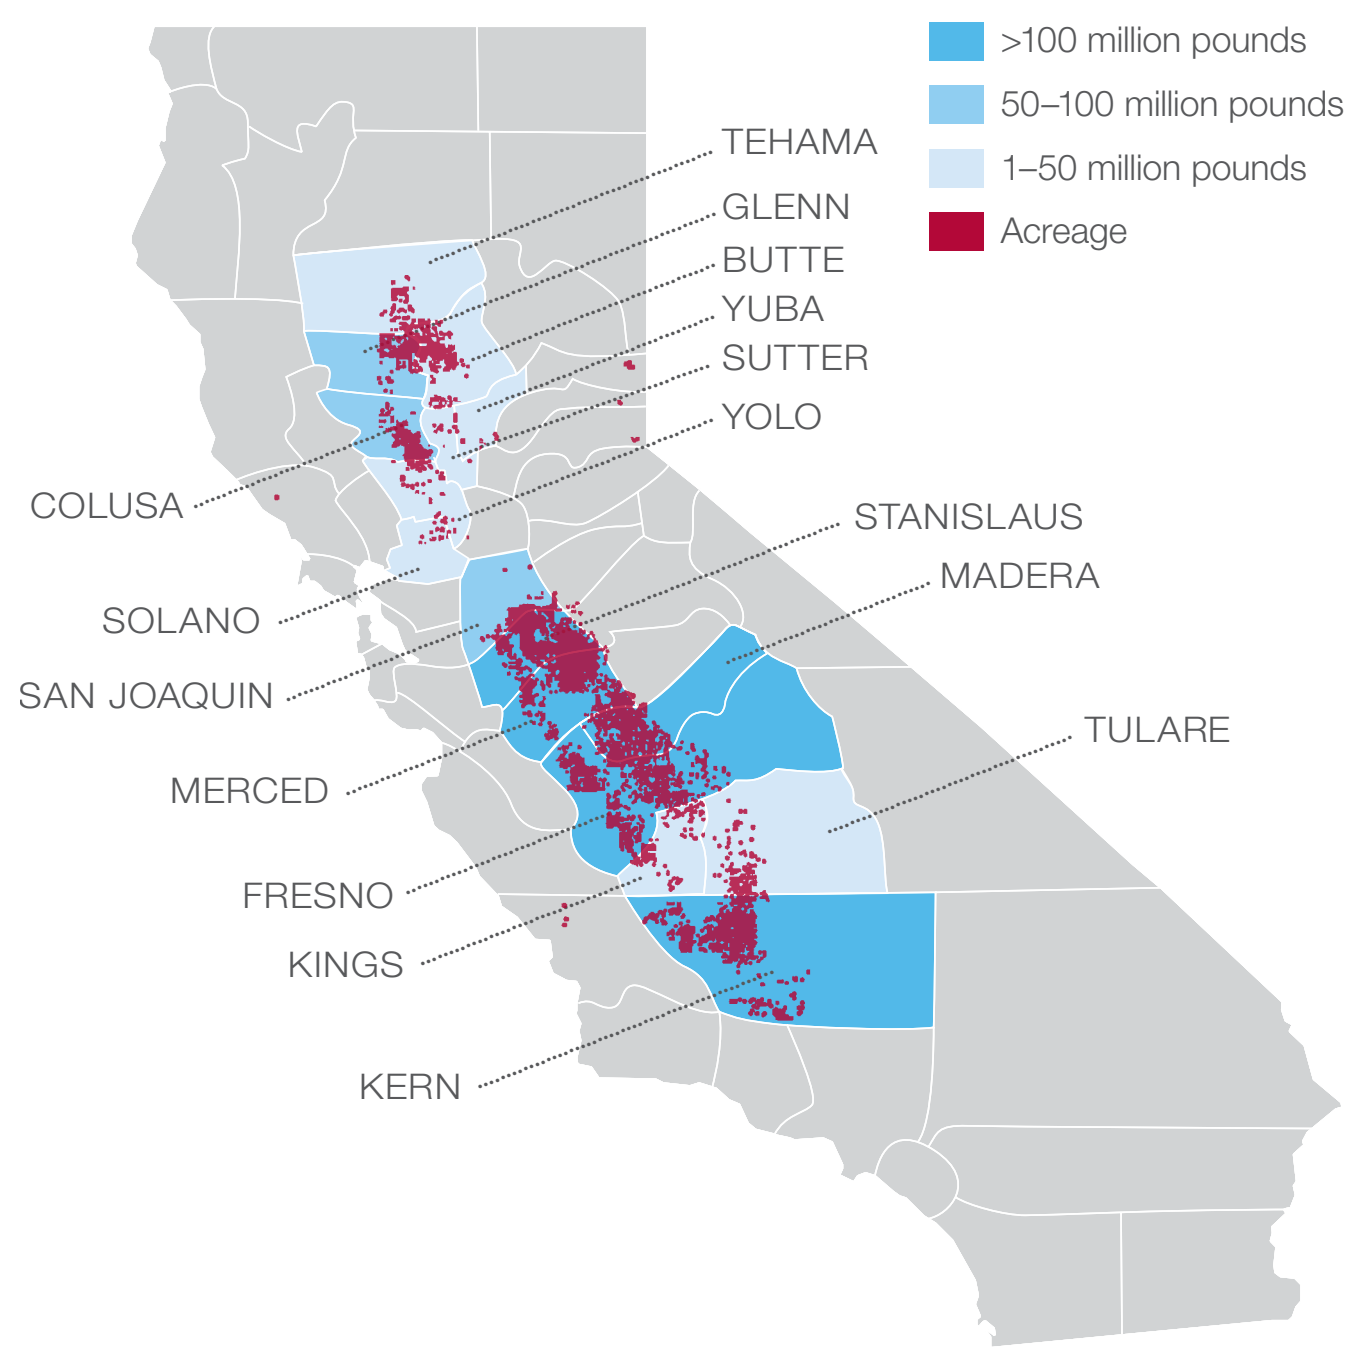 >100 million pounds
50–100 million pounds
1–50 million pounds
Acreage
TEHAMA
GLENN
BUTTE
YUBA
SUTTER
YOLO
COLUSA
STANISLAUS
MADERA
SOLANO
SAN JOAQUIN
TULARE
MERCED
FRESNO
KINGS
KERN